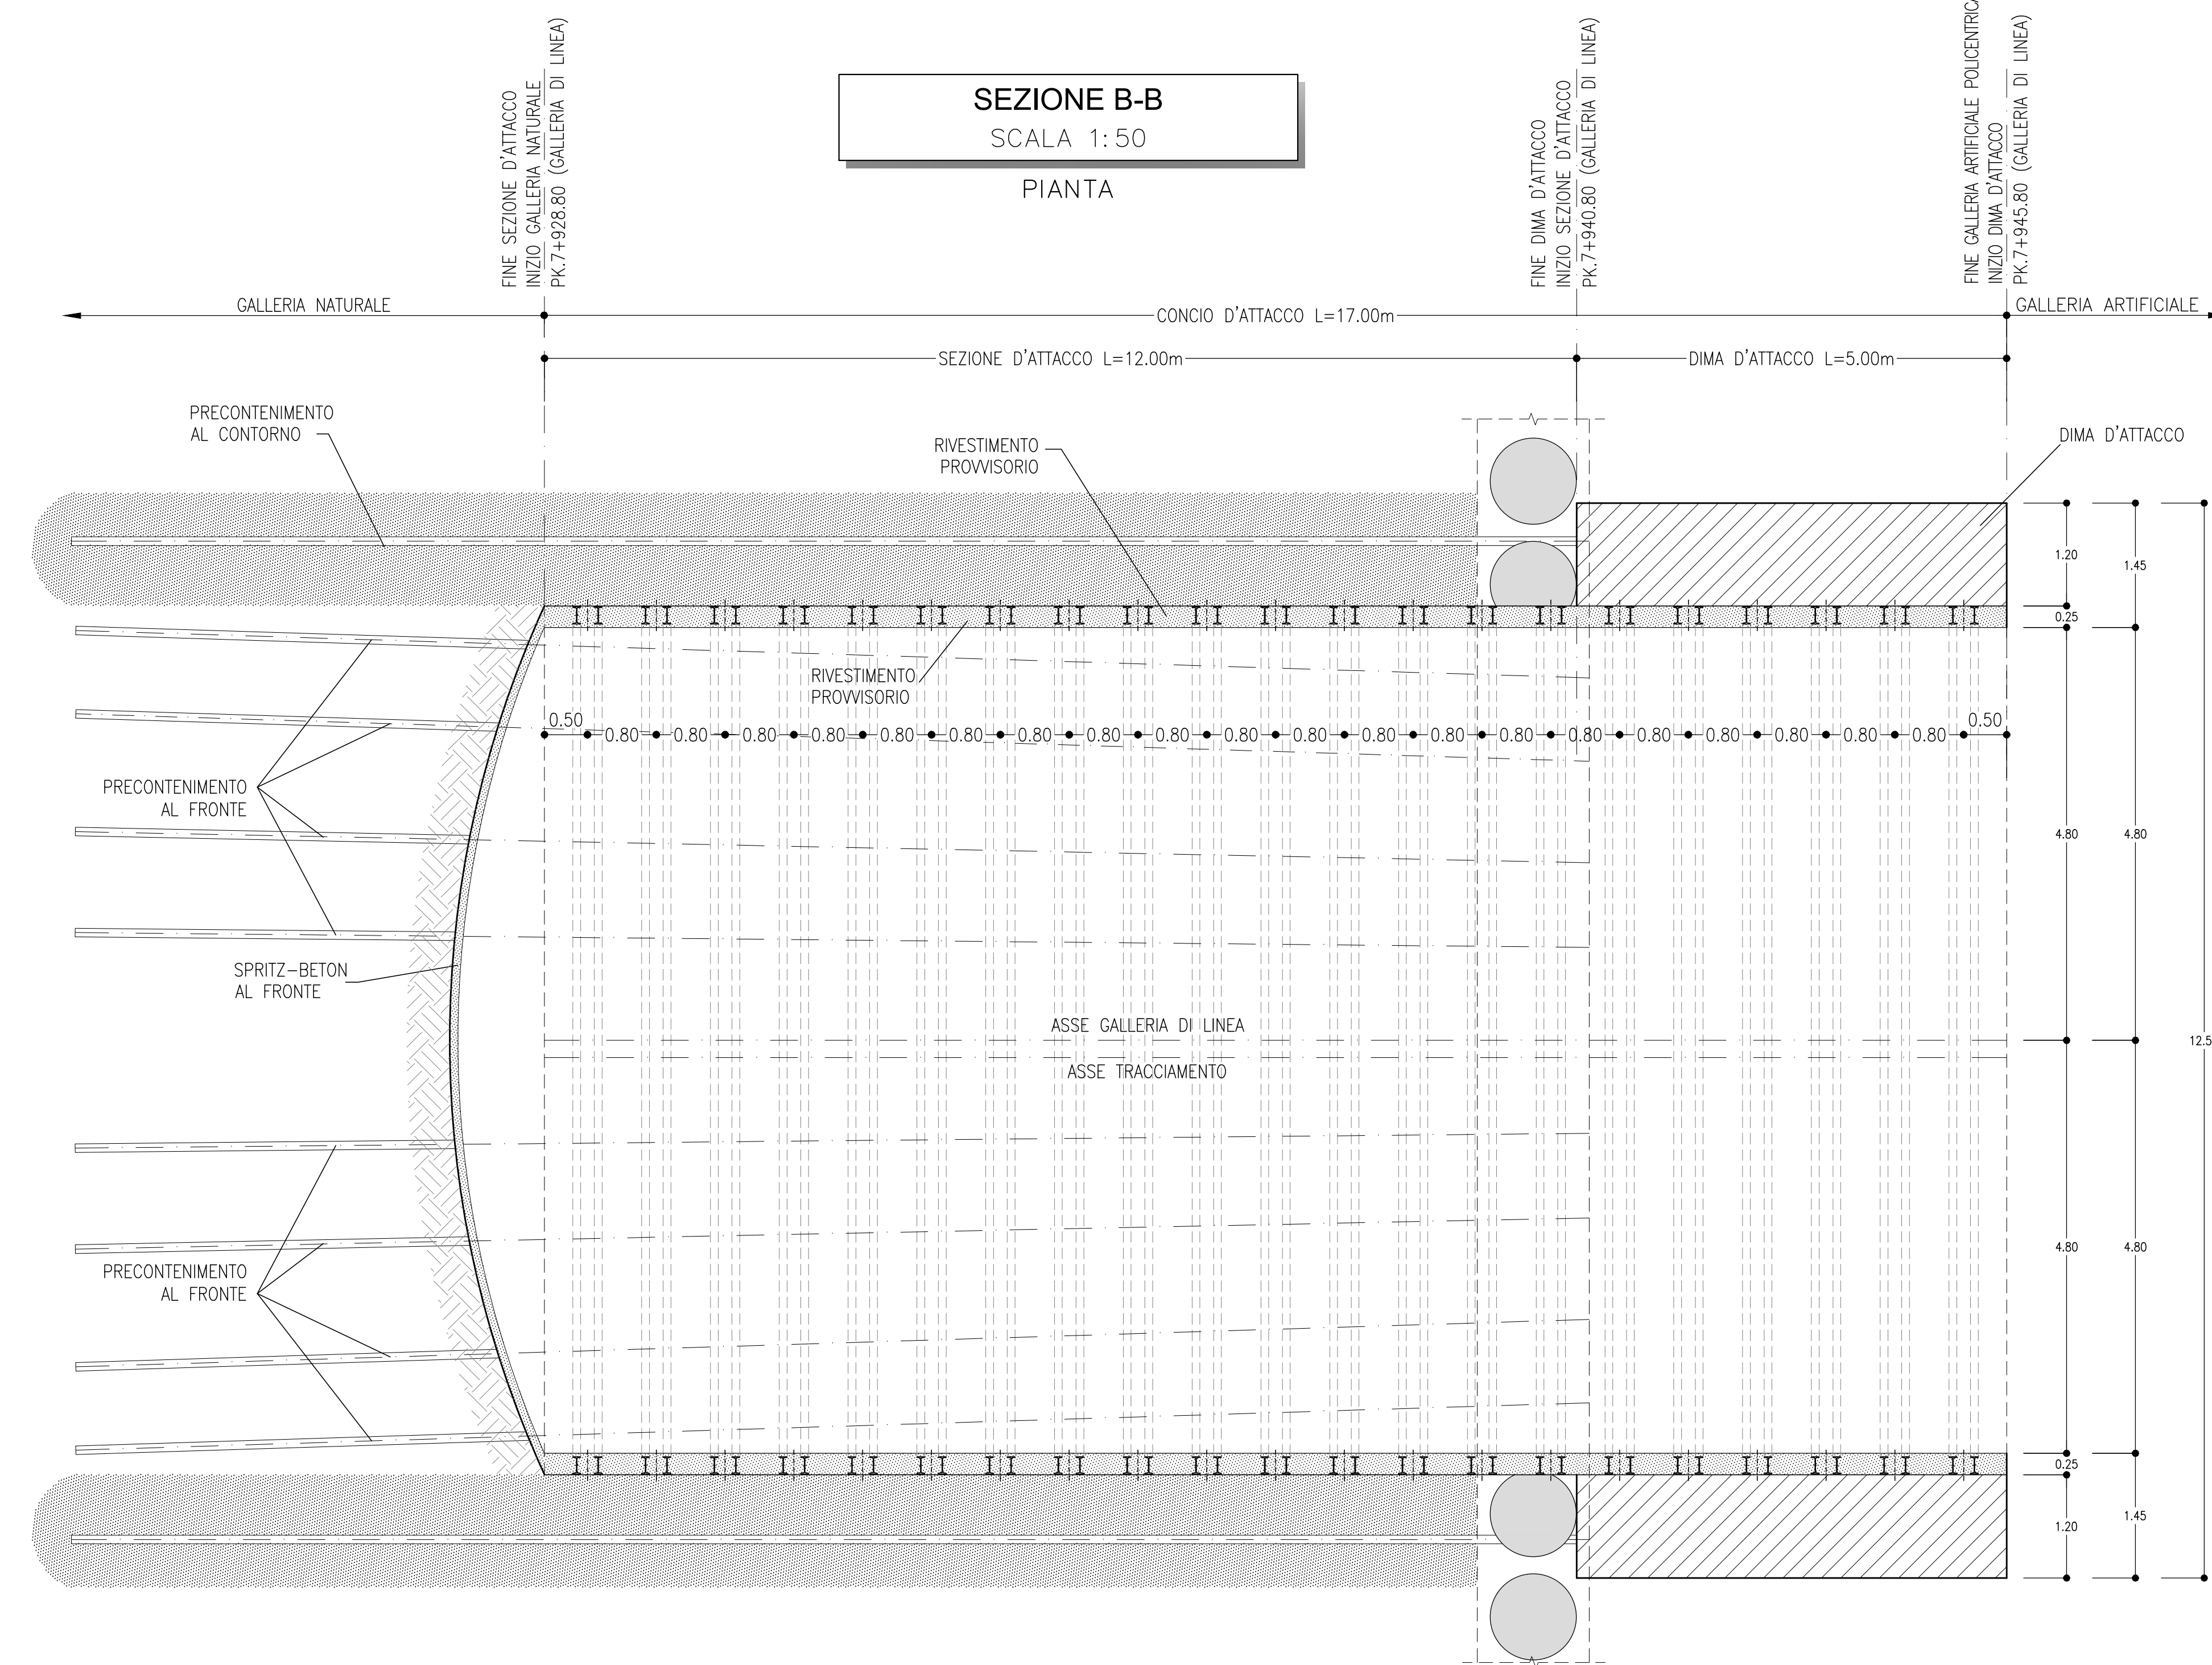 SEZIONE B-B
SCALA 1:50
PIANTA
FINE SEZIONE D'ATTACCO
INIZIO GALLERIA NATURALE
PK.7+928.80 (GALLERIA DI LINEA)
FINE DIMA D'ATTACCO
INIZIO SEZIONE D'ATTACCO
PK.7+940.80 (GALLERIA DI LINEA)
FINE GALLERIA ARTIFICIALE POLICENTRICA
INIZIO DIMA D'ATTACCO
PK.7+945.80 (GALLERIA DI LINEA)
GALLERIA NATURALE
CONCIO D'ATTACCO L=17.00m
GALLERIA ARTIFICIALE
SEZIONE D'ATTACCO L=12.00m
DIMA D'ATTACCO L=5.00m
PRECONTENIMENTO
AL CONTORNO
RIVESTIMENTO
PROVVISORIO
DIMA D'ATTACCO
1.20
1.45
0.25
RIVESTIMENTO
PROVVISORIO
0.50
0.80 0.80 0.80 0.80 0.80 0.80 0.80 0.80 0.80 0.80 0.80 0.80 0.80 0.80 0.80 0.80 0.80 0.80 0.80 0.80
0.50
PRECONTENIMENTO
AL FRONTE
4.80
4.80
SPRITZ-BETON
AL FRONTE
ASSE GALLERIA DI LINEA
ASSE TRACCIAMENTO
12.5
PRECONTENIMENTO
AL FRONTE
4.80
4.80
0.25
1.20
1.45